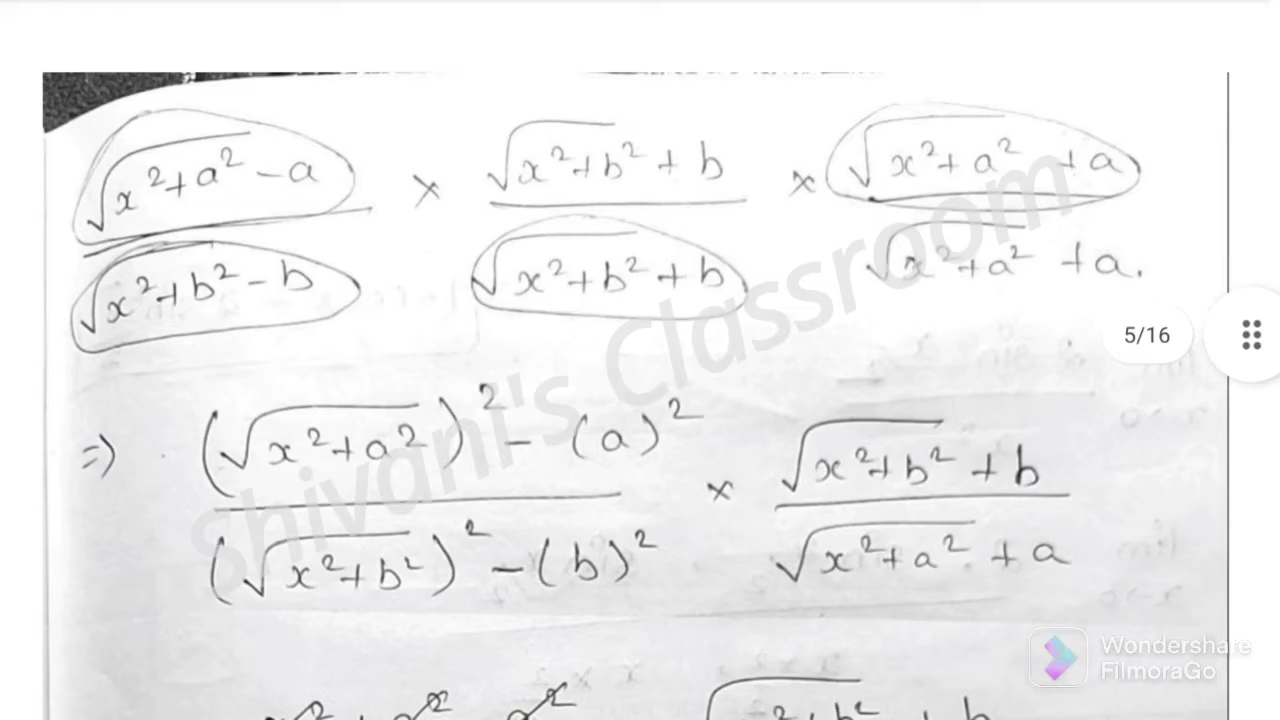 √x²+a² - a / √x²+b² - b × √x²+b² + b / √x²+b² + b × √x²+a² + a / √x²+a² + a.
5/16
=) (√x²+a²)² - (a)² / (√x²+b²)² - (b)² × √x²+b² + b / √x²+a² + a
Shivani's Classroom
Wondershare
FilmoraGo